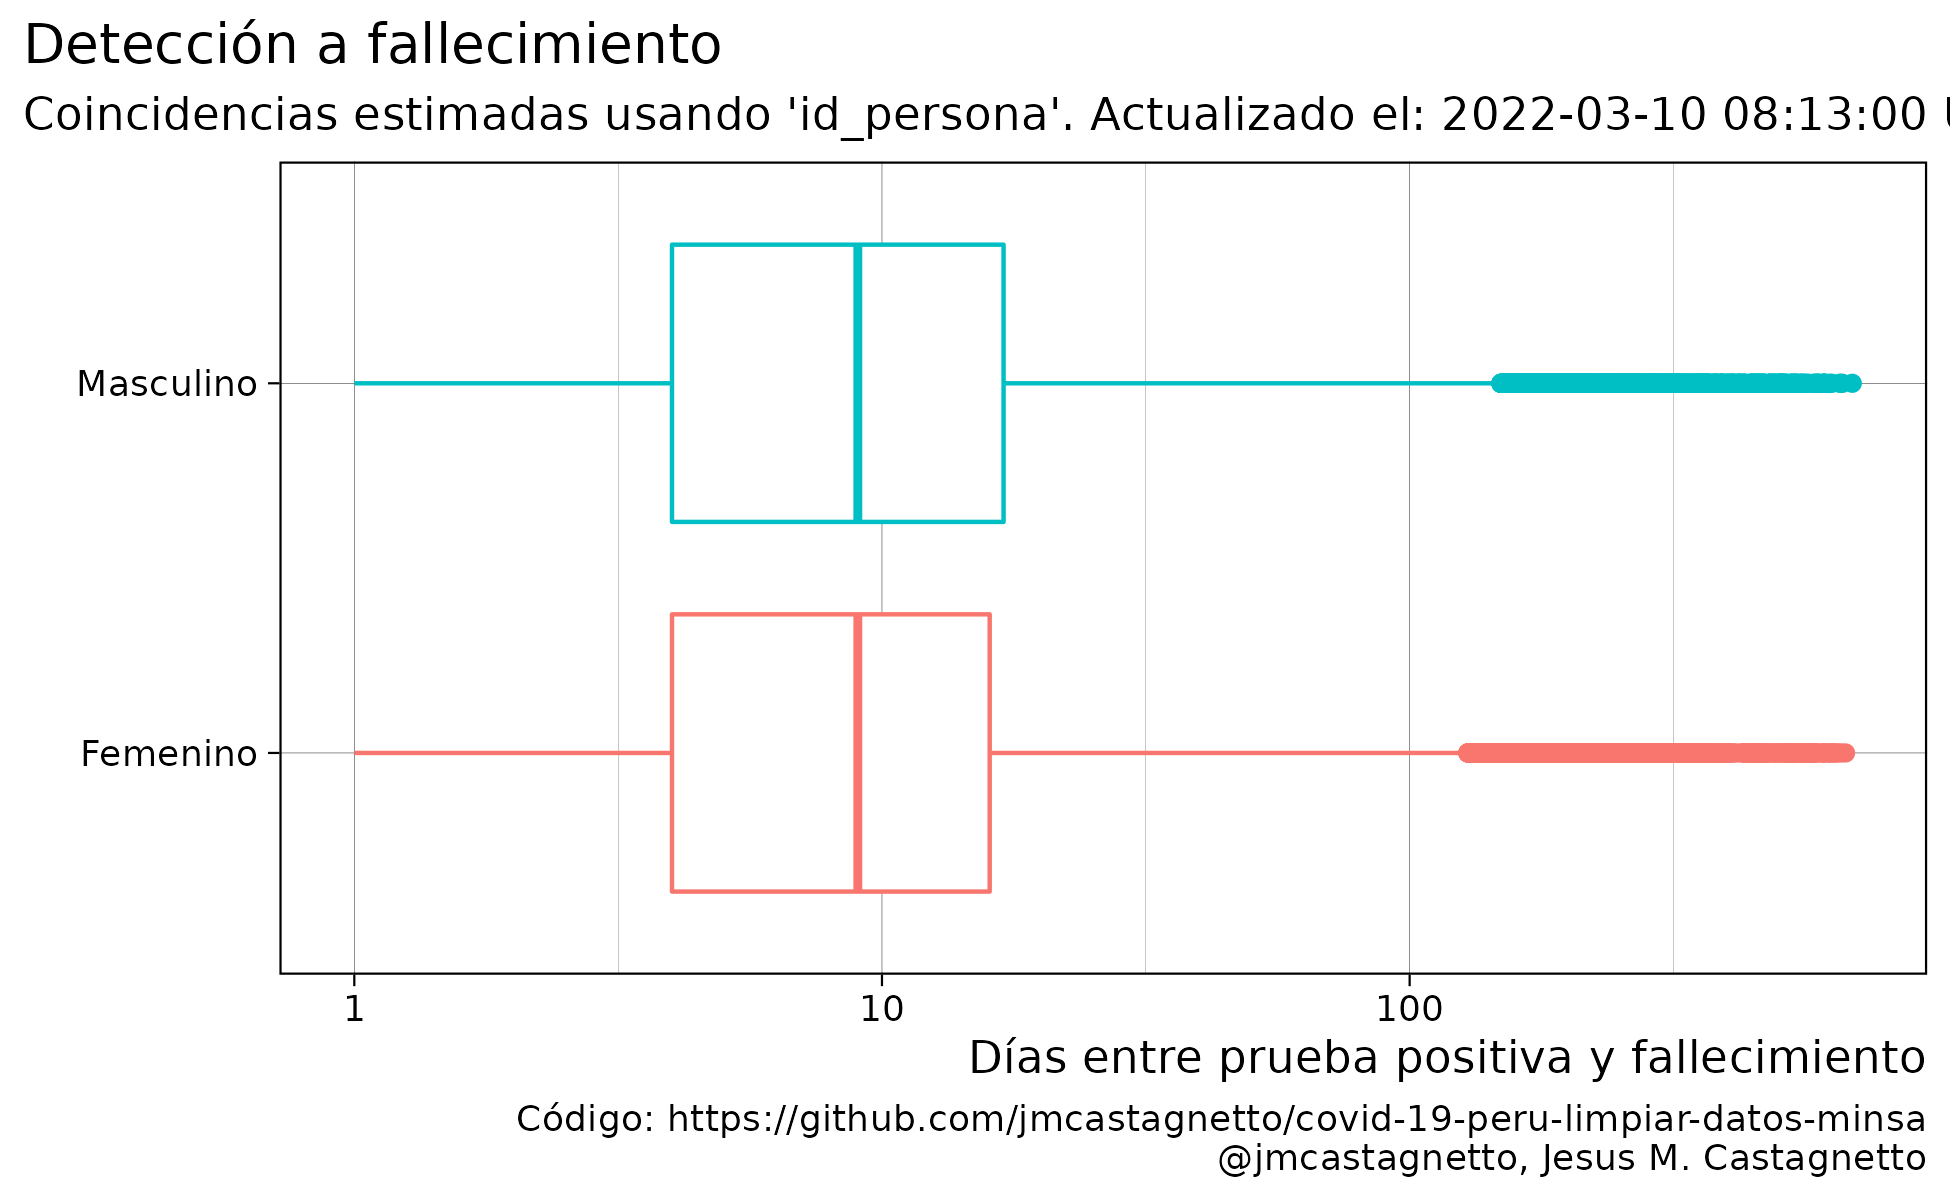 Detección a fallecimiento
Coincidencias estimadas usando 'id_persona'. Actualizado el: 2022-03-10 08:13:00
Masculino
Femenino
1 10 100
Días entre prueba positiva y fallecimiento
Código: https://github.com/jmcastagnetto/covid-19-peru-limpiar-datos-minsa
@jmcastagnetto, Jesus M. Castagnetto